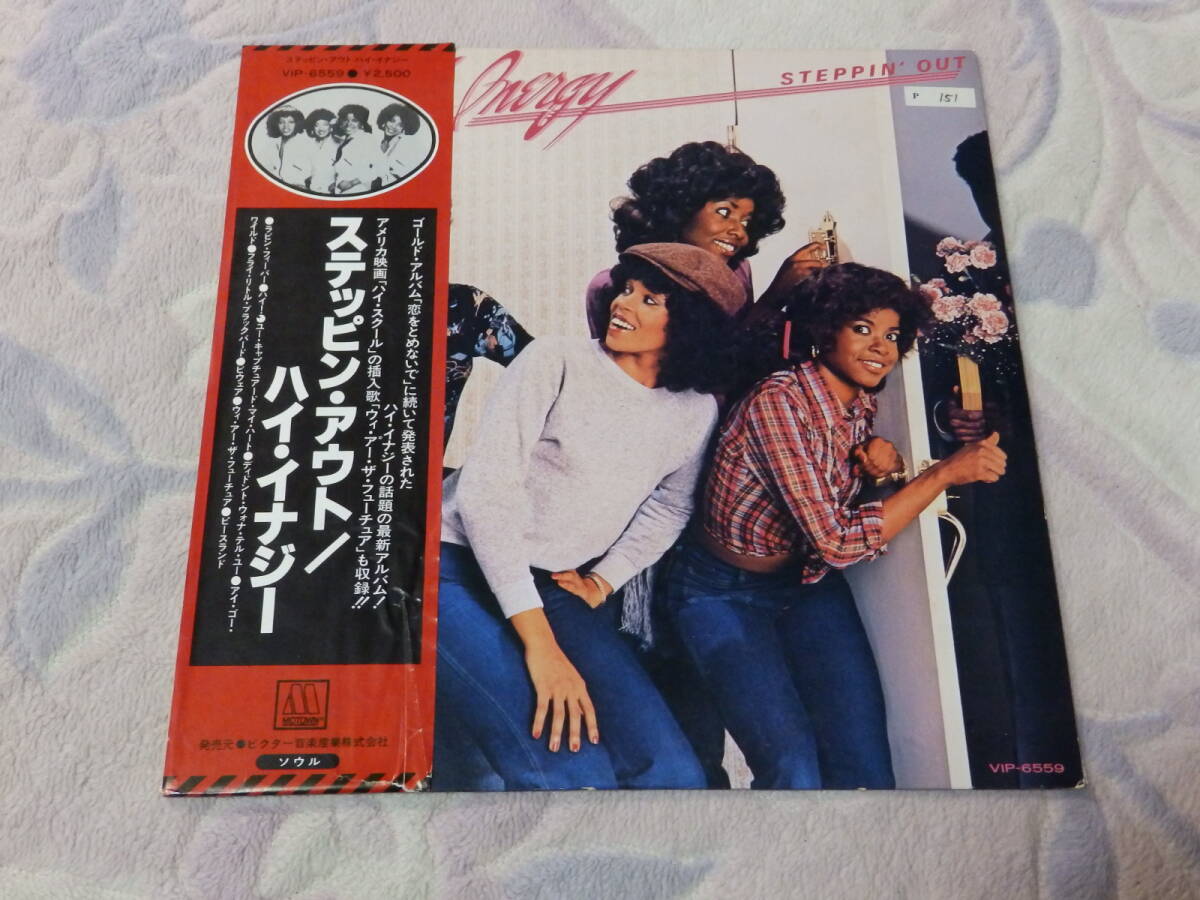 ステッピン・アウト ハイ・イナジー
VIP-6559●¥2,500
ゴールド・アルバム「恋をとめないで」に続いて発表された
ハイ・イナジーの話題の最新アルバム!
アメリカ映画「ハイ・スクール」の挿入歌「ウィ・アー・ザ・フューチュア」も収録!!
ステッピン・アウト/
ハイ・イナジー
●ラビン・フィーバー●ハイ!●ユー・キャプチュアード・マイ・ハート●ディドント・ウォナ・テル・ユー●アイ・ゴー・
ワイルド●フライ・リトル・ブラックバード●ビウェア●ウィ・アー・ザ・フューチュア●ピースランド
MOTOWN
発売元●ビクター音楽産業株式会社
ソウル
Inergy
STEPPIN' OUT
P 151
VIP-6559